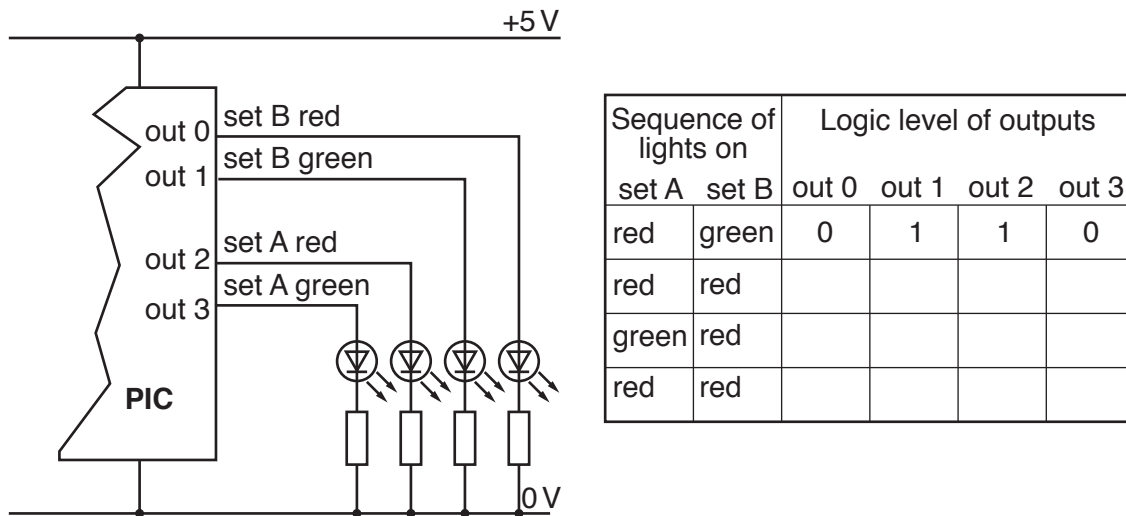 +5 V
out 0 set B red
out 1 set B green
out 2 set A red
out 3 set A green
PIC
0 V
Sequence of Logic level of outputs
lights on
set A set B out 0 out 1 out 2 out 3
red green 0 1 1 0
red red
green red
red red